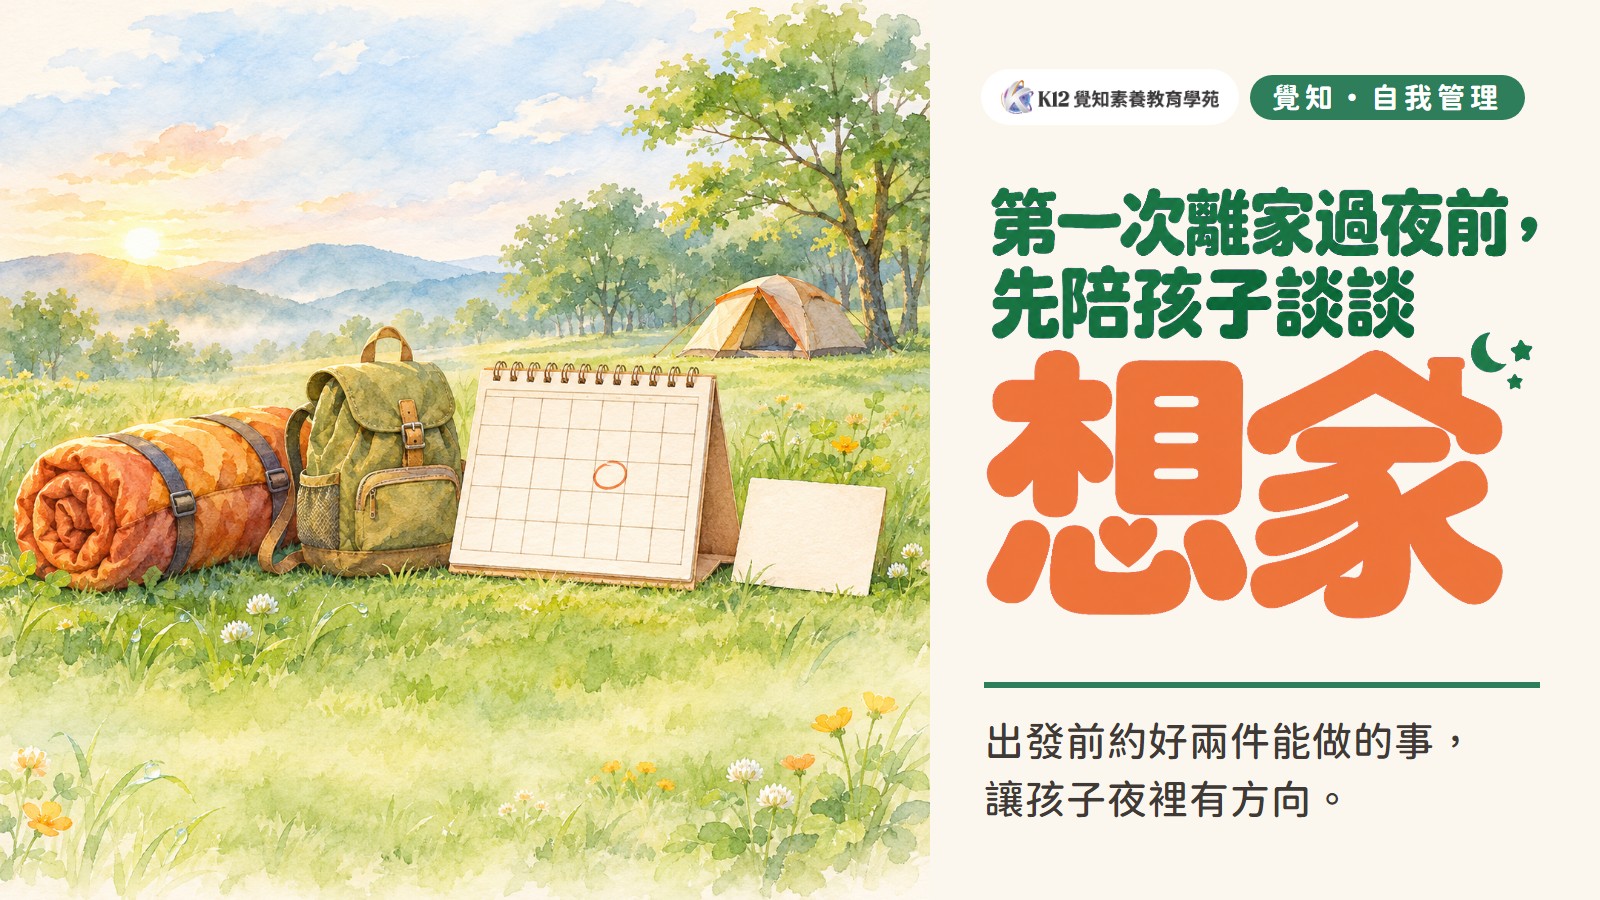 K12 覺知素養教育學苑
覺知・自我管理
第一次離家過夜前，
先陪孩子談談
想家
出發前約好兩件能做的事，
讓孩子夜裡有方向。